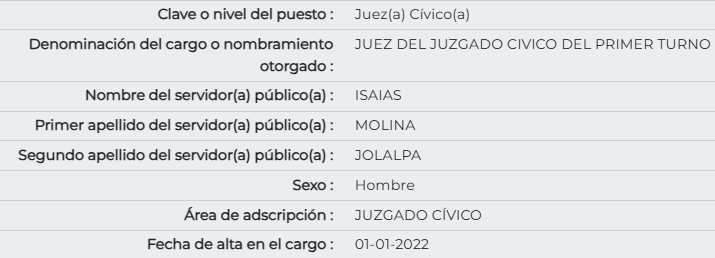 Clave o nivel del puesto : Juez(a) Cívico(a)
Denominación del cargo o nombramiento JUEZ DEL JUZGADO CIVICO DEL PRIMER TURNO
otorgado :
Nombre del servidor(a) público(a) : ISAIAS
Primer apellido del servidor(a) público(a) : MOLINA
Segundo apellido del servidor(a) público(a) : JOLALPA
Sexo : Hombre
Área de adscripción : JUZGADO CÍVICO
Fecha de alta en el cargo : 01-01-2022